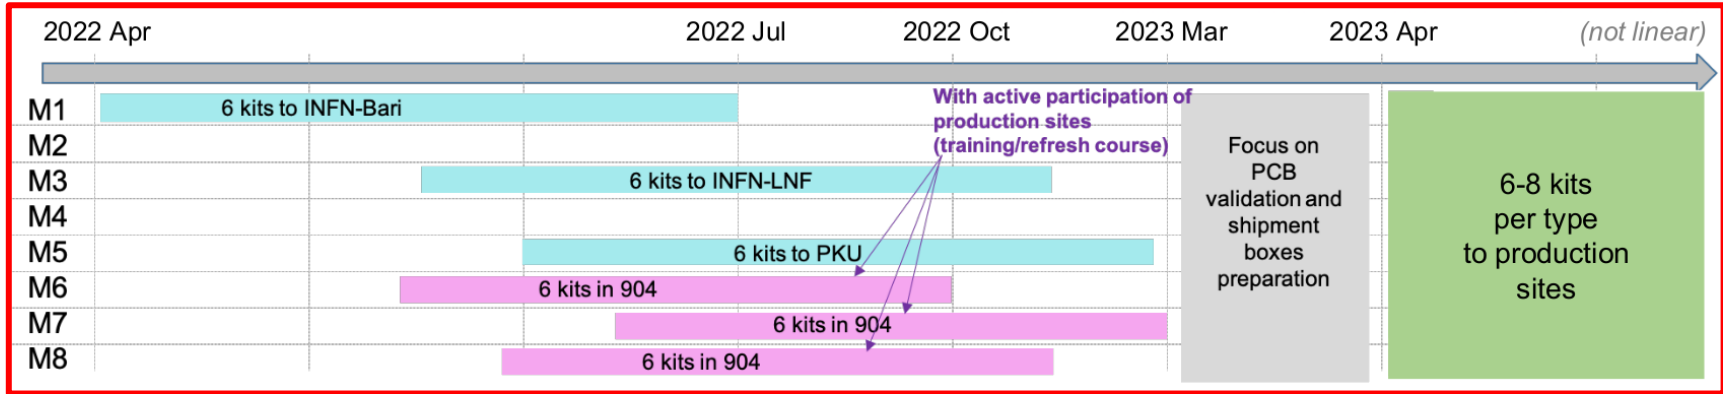 2022 Apr
2022 Jul
2022 Oct
2023 Mar
2023 Apr
(not linear)
M1
6 kits to INFN-Bari
With active participation of
production sites
(training/refresh course)
M2
M3
6 kits to INFN-LNF
M4
M5
6 kits to PKU
M6
6 kits in 904
M7
6 kits in 904
M8
6 kits in 904
Focus on
PCB
validation and
shipment
boxes
preparation
6-8 kits
per type
to production
sites